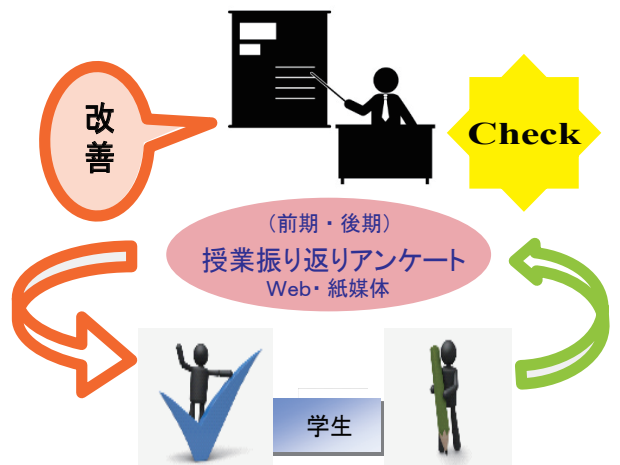 改
善
Check
(前期・後期)
授業振り返りアンケート
Web・紙媒体
学生